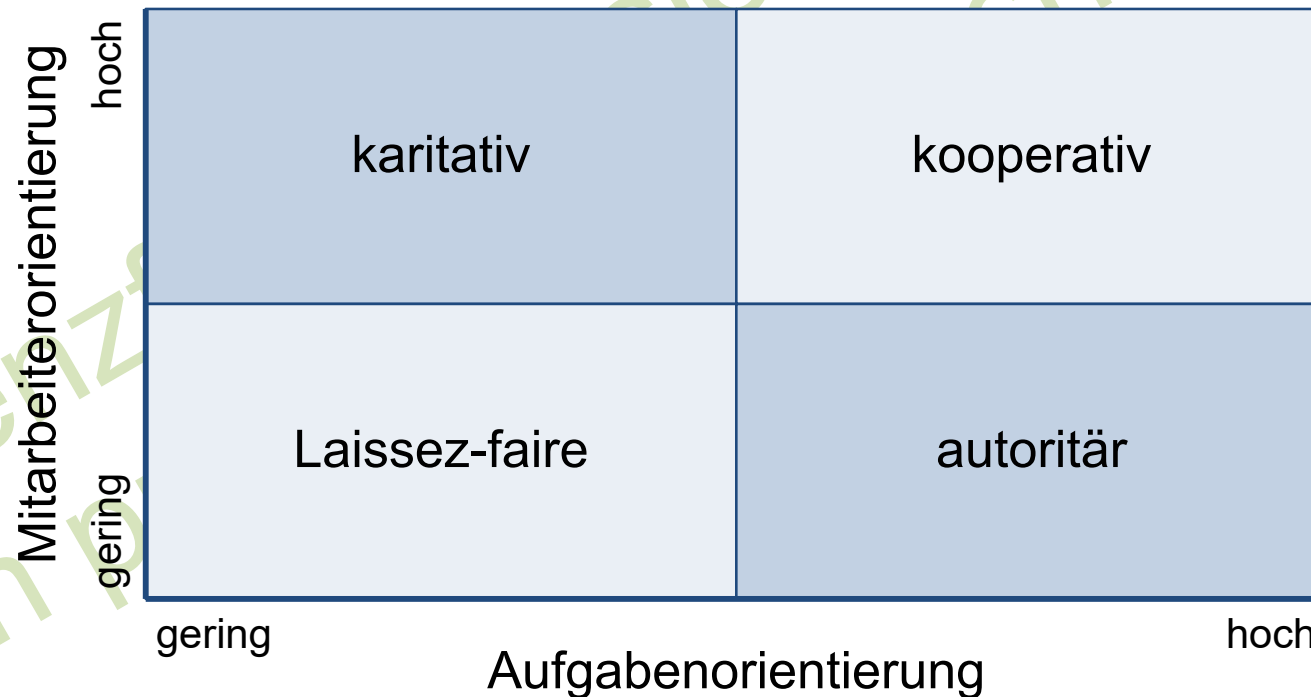 Mitarbeiterorientierung
hoch
gering
karitativ
kooperativ
Laissez-faire
autoritär
gering
hoch
Aufgabenorientierung